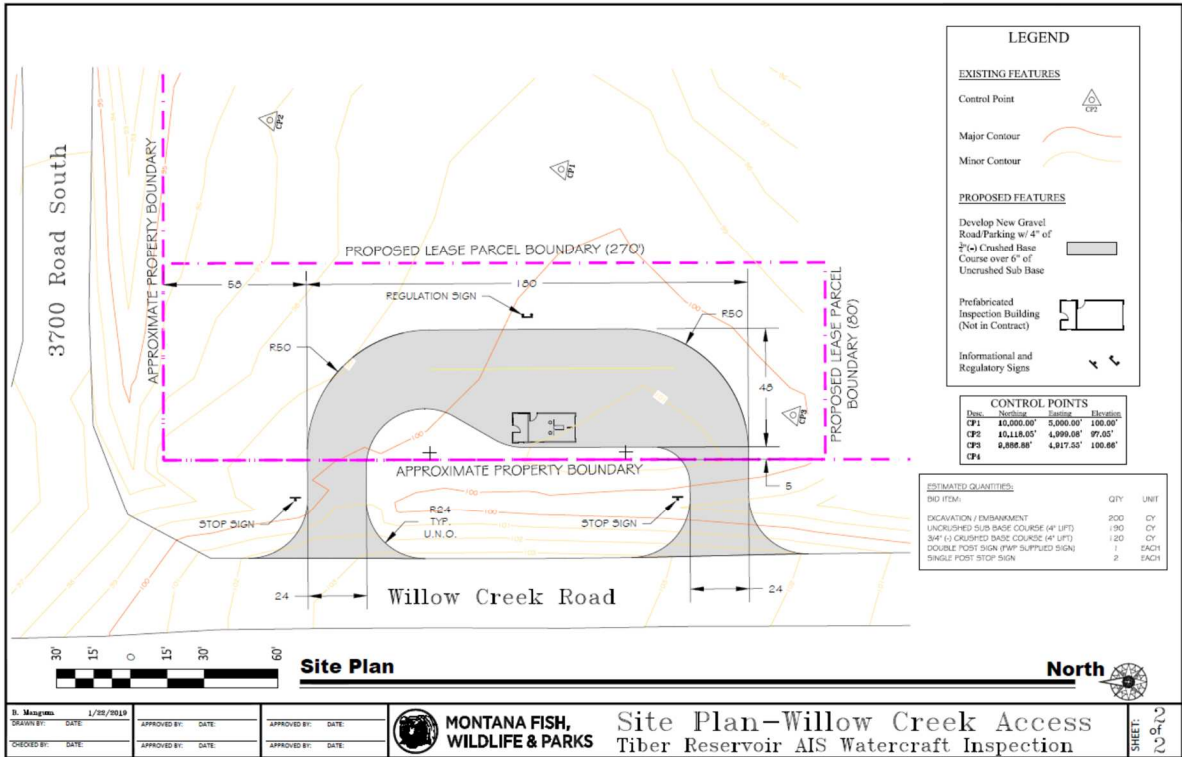 LEGEND
EXISTING FEATURES
Control Point
CP2
Major Contour
Minor Contour
PROPOSED FEATURES
Develop New Gravel
Road/Parking w/ 4" of
3/4"(-) Crushed Base
Course over 6" of
Uncrushed Sub Base
Prefabricated
Inspection Building
(Not in Contract)
Informational and
Regulatory Signs
CONTROL POINTS
Desc. Northing Easting Elevation
CP1 10,000.00' 5,000.00' 100.00'
CP2 10,118.05' 4,999.08' 97.05'
CP3
CP4
ESTIMATED QUANTITIES:
BID ITEM: QTY UNIT
EXCAVATION / EMBANKMENT 200 CY
UNCRUSHED SUB BASE COURSE (4" LIFT) 190 CY
3/4" (-) CRUSHED BASE COURSE (4" LIFT) 120 CY
DOUBLE POST SIGN (FWP SUPPLIED SIGN) 1 EACH
SINGLE POST STOP SIGN 2 EACH
3700 Road South
APPROXIMATE PROPERTY BOUNDARY
CP2
CP1
PROPOSED LEASE PARCEL BOUNDARY (270')
58
180
REGULATION SIGN
R50
R50
48
PROPOSED LEASE PARCEL
BOUNDARY (80')
CP3
100
100
100
100
100
APPROXIMATE PROPERTY BOUNDARY
5
STOP SIGN
R24
TYP.
U.N.O.
STOP SIGN
24
Willow Creek Road
24
30' 15' 0 15' 30' 60'
Site Plan
North
B. Mangum 1/22/2019
DRAWN BY: DATE:
APPROVED BY: DATE:
APPROVED BY: DATE:
CHECKED BY: DATE:
APPROVED BY: DATE:
APPROVED BY: DATE:
MONTANA FISH,
WILDLIFE & PARKS
Site Plan-Willow Creek Access
Tiber Reservoir AIS Watercraft Inspection
SHEET:
2
of
2